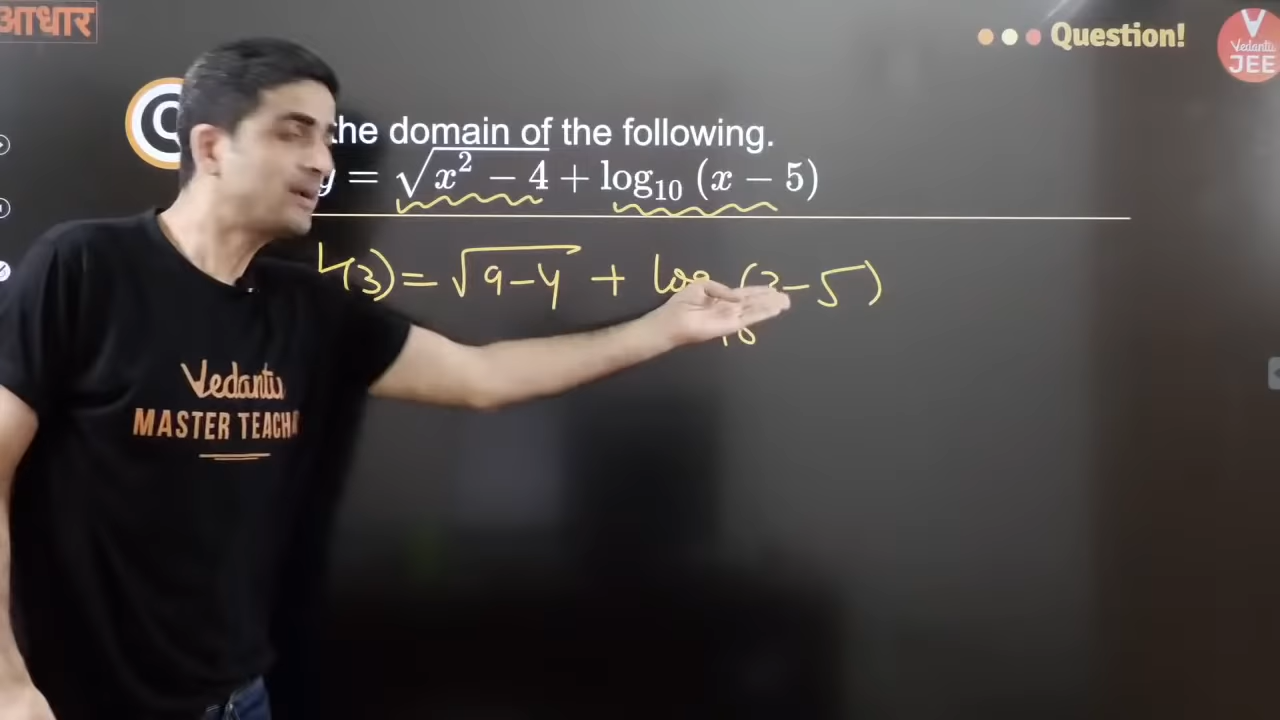 आधार
Question!
Vedantu
JEE
the domain of the following.
y = √(x² − 4) + log₁₀ (x − 5)
(3) = √(9−4) + log₁₀ (3−5)
Vedantu
MASTER TEACH